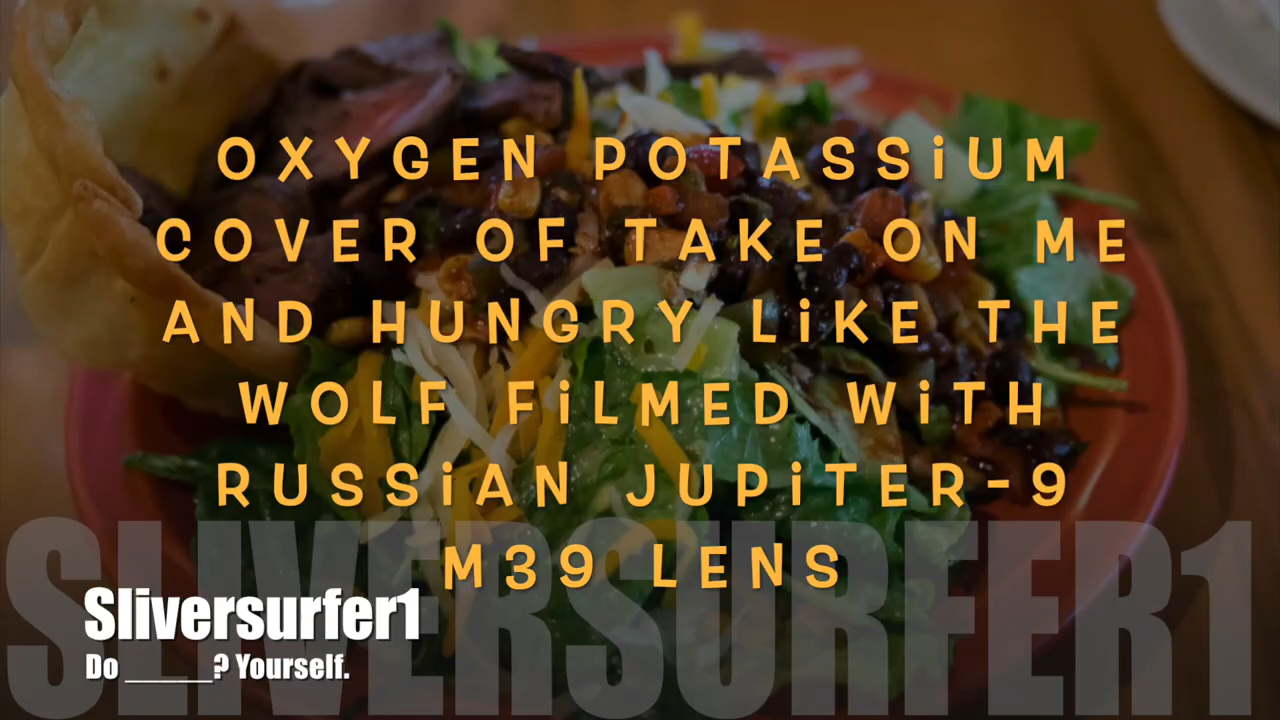 OXYGEN POTASSiUM
COVER OF TAKE ON ME
AND HUNGRY LiKE THE
WOLF FiLMED WiTH
RUSSiAN JUPiTER-9
M39 LENS
SLIVERSURFER1
Sliversurfer1
Do ______? Yourself.